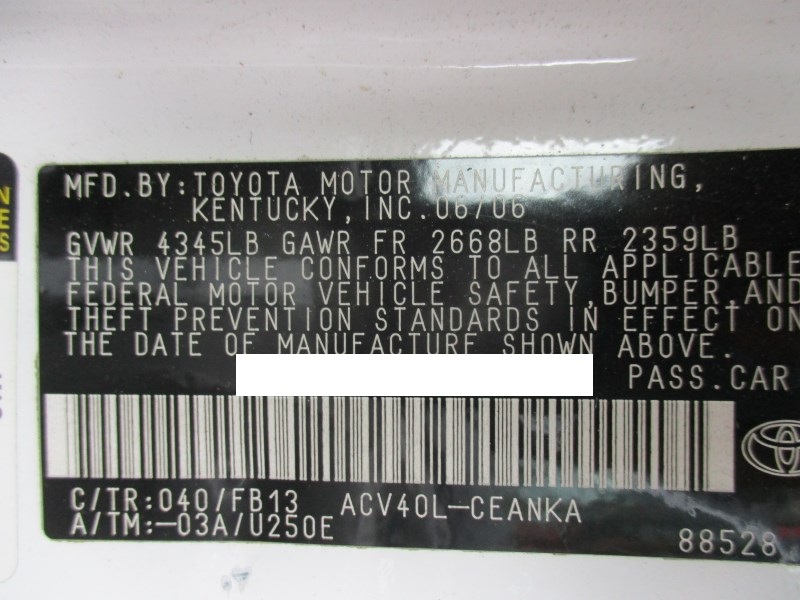 MFD.BY:TOYOTA MOTOR MANUFACTURING,
KENTUCKY,INC.06/06
GVWR 4345LB GAWR FR 2668LB RR 2359LB
THIS VEHICLE CONFORMS TO ALL APPLICABLE
FEDERAL MOTOR VEHICLE SAFETY,BUMPER,AND
THEFT PREVENTION STANDARDS IN EFFECT ON
THE DATE OF MANUFACTURE SHOWN ABOVE.
PASS.CAR
C/TR:040/FB13 ACV40L-CEANKA
A/TM:-03A/U250E
88528